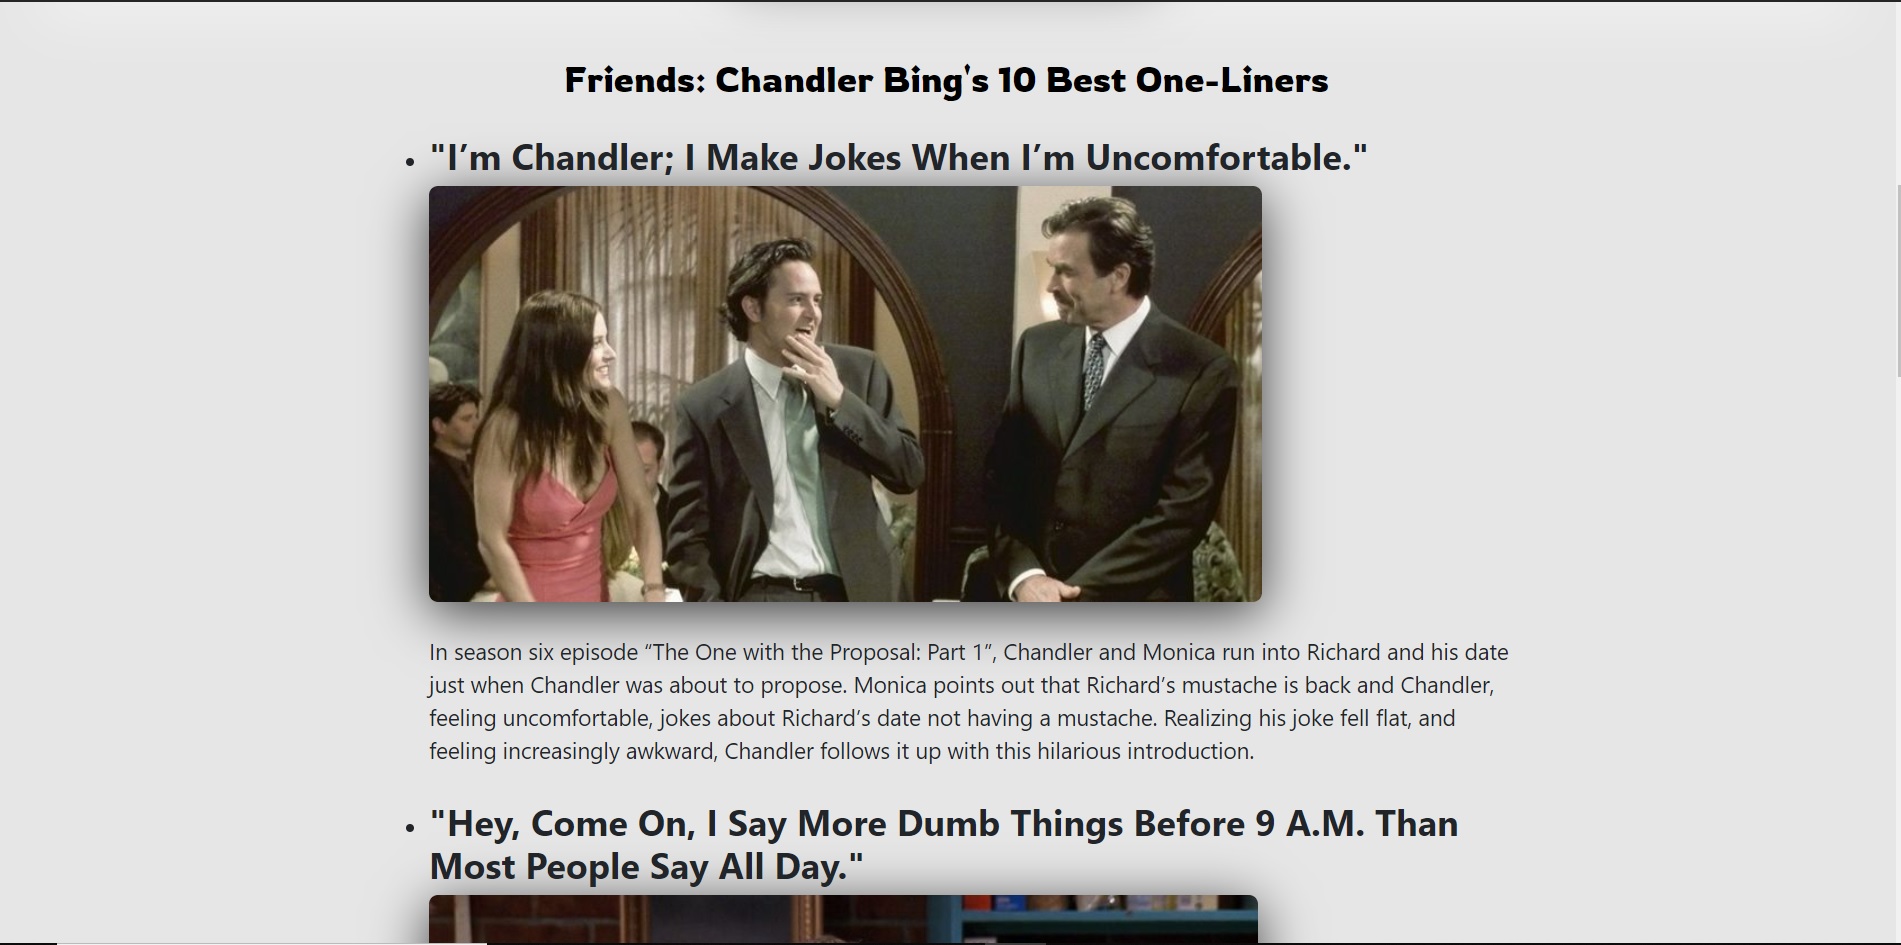 Friends: Chandler Bing's 10 Best One-Liners
"I’m Chandler; I Make Jokes When I’m Uncomfortable."
In season six episode “The One with the Proposal: Part 1”, Chandler and Monica run into Richard and his date
just when Chandler was about to propose. Monica points out that Richard’s mustache is back and Chandler,
feeling uncomfortable, jokes about Richard’s date not having a mustache. Realizing his joke fell flat, and
feeling increasingly awkward, Chandler follows it up with this hilarious introduction.
"Hey, Come On, I Say More Dumb Things Before 9 A.M. Than
Most People Say All Day."